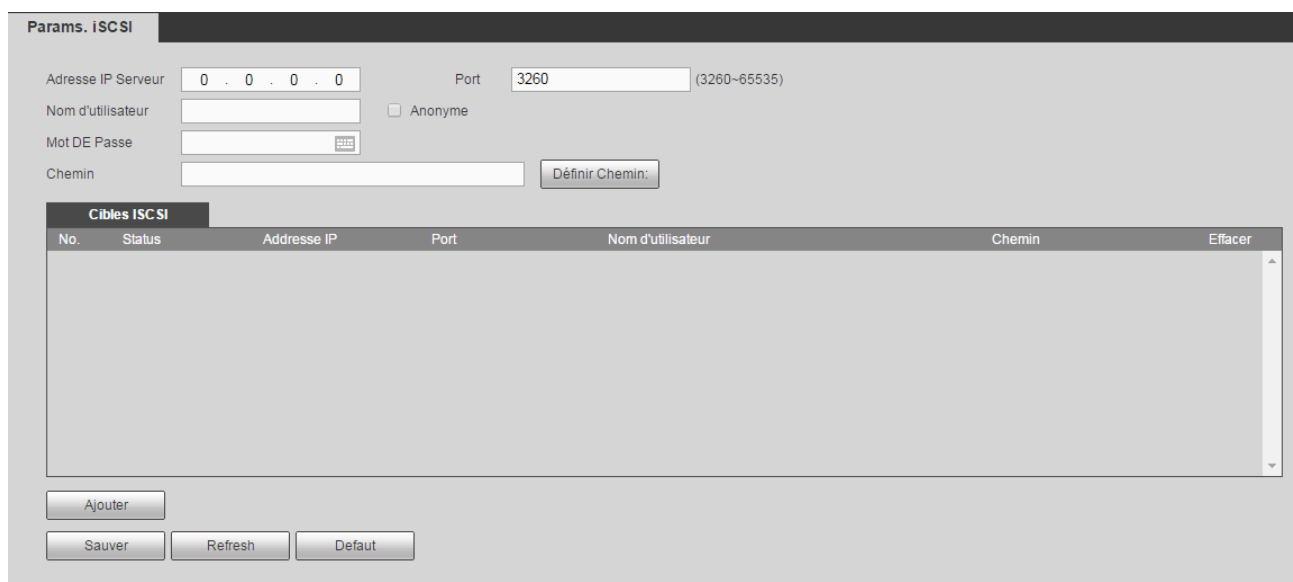 Params. iSCSI
Adresse IP Serveur 0 . 0 . 0 . 0 Port 3260 (3260~65535)
Nom d'utilisateur Anonyme
Mot DE Passe
Chemin Définir Chemin:
Cibles ISCSI
No. Status Addresse IP Port Nom d'utilisateur Chemin Effacer
Ajouter
Sauver Refresh Defaut